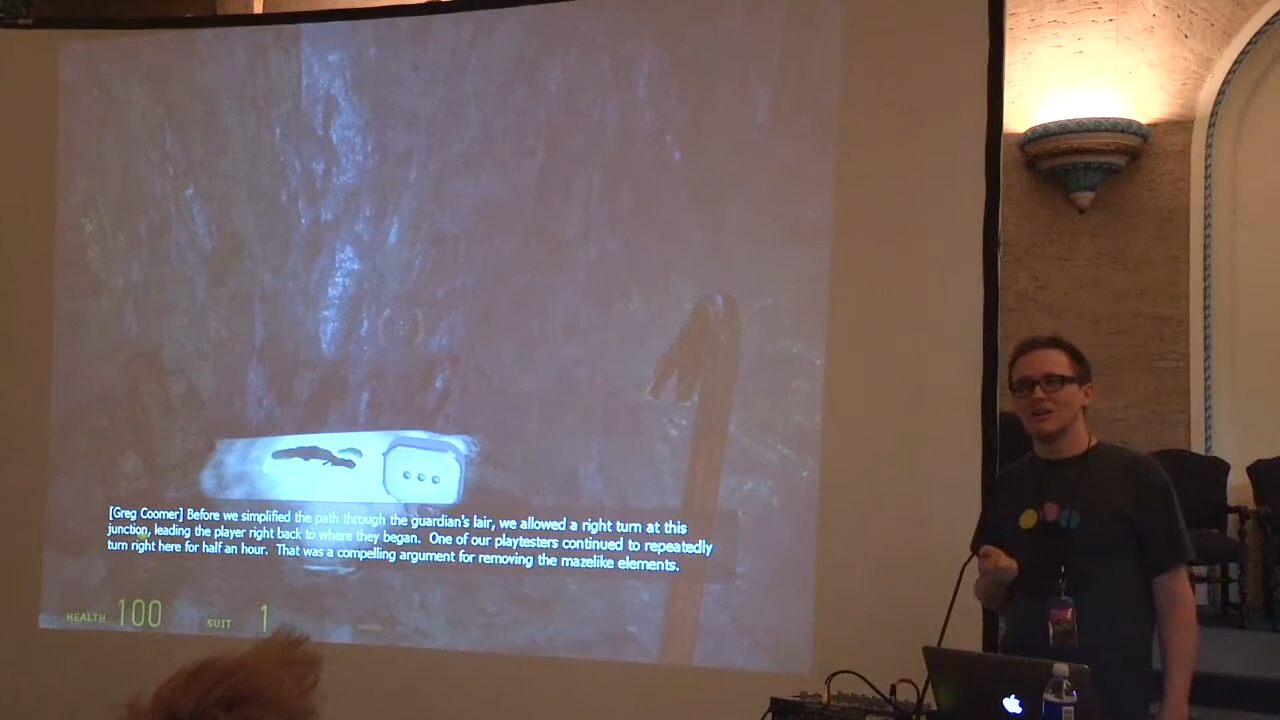 [Greg Coomer] Before we simplified the path through the guardian's lair, we allowed a right turn at this
junction, leading the player right back to where they began.  One of our playtesters continued to repeatedly
turn right here for half an hour.  That was a compelling argument for removing the mazelike elements.
HEALTH 100 SUIT 1